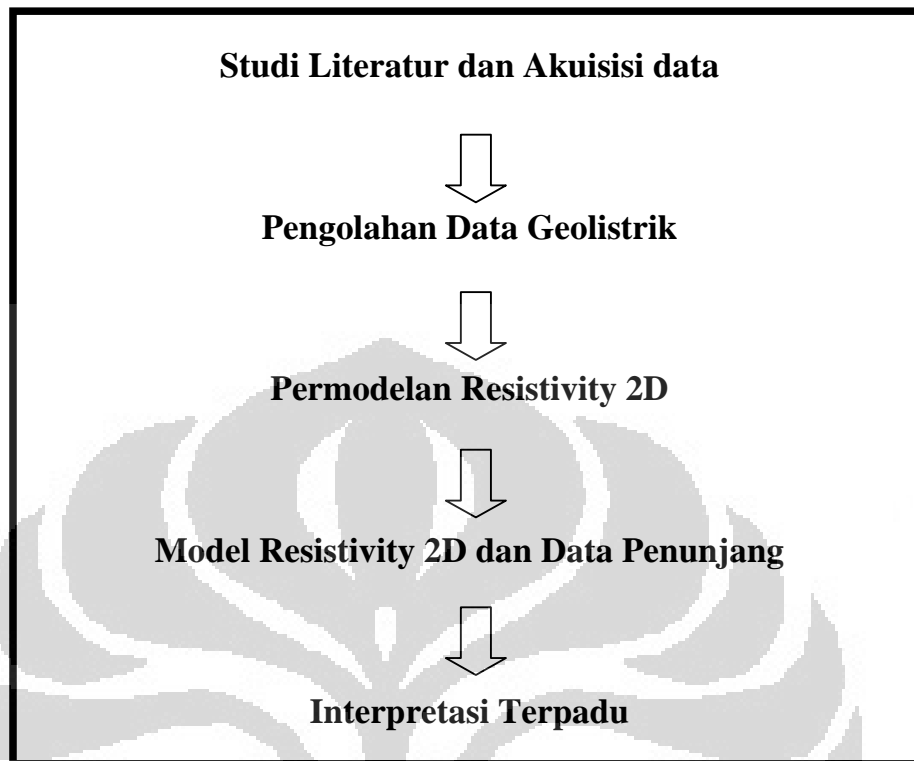 Studi Literatur dan Akuisisi data
Pengolahan Data Geolistrik
Permodelan Resistivity 2D
Model Resistivity 2D dan Data Penunjang
Interpretasi Terpadu